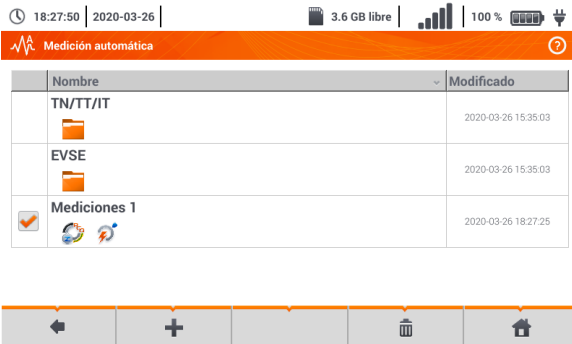 18:27:50 2020-03-26 3.6 GB libre 100 %
Medición automática ?
Nombre Modificado
TN/TT/IT 2020-03-26 15:35:03
EVSE 2020-03-26 15:35:03
Mediciones 1 2020-03-26 18:27:25